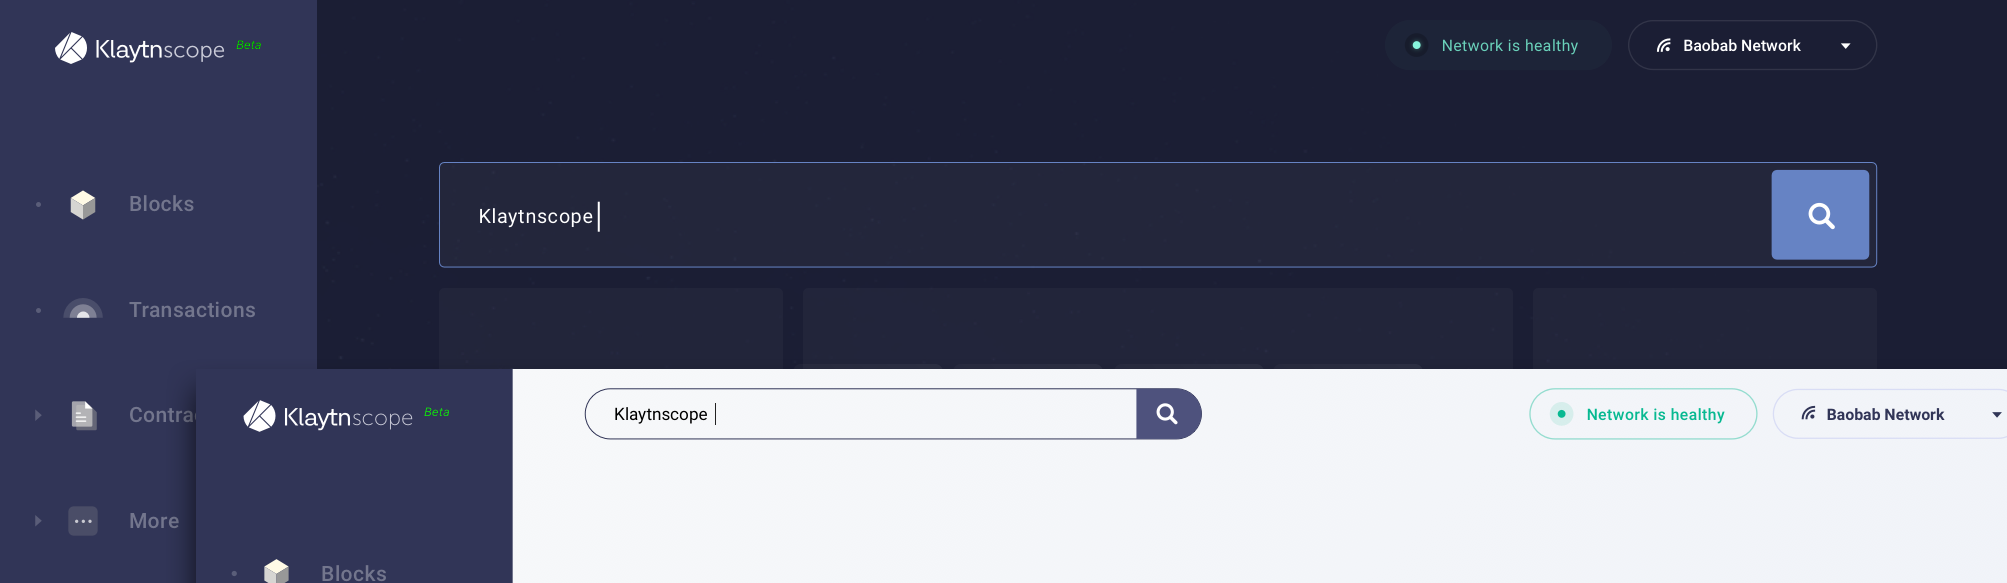 Klaytnscope Beta
Network is healthy
Baobab Network
Klaytnscope
Blocks
Transactions
Contra
More
Klaytnscope Beta
Klaytnscope
Network is healthy
Baobab Network
Blocks